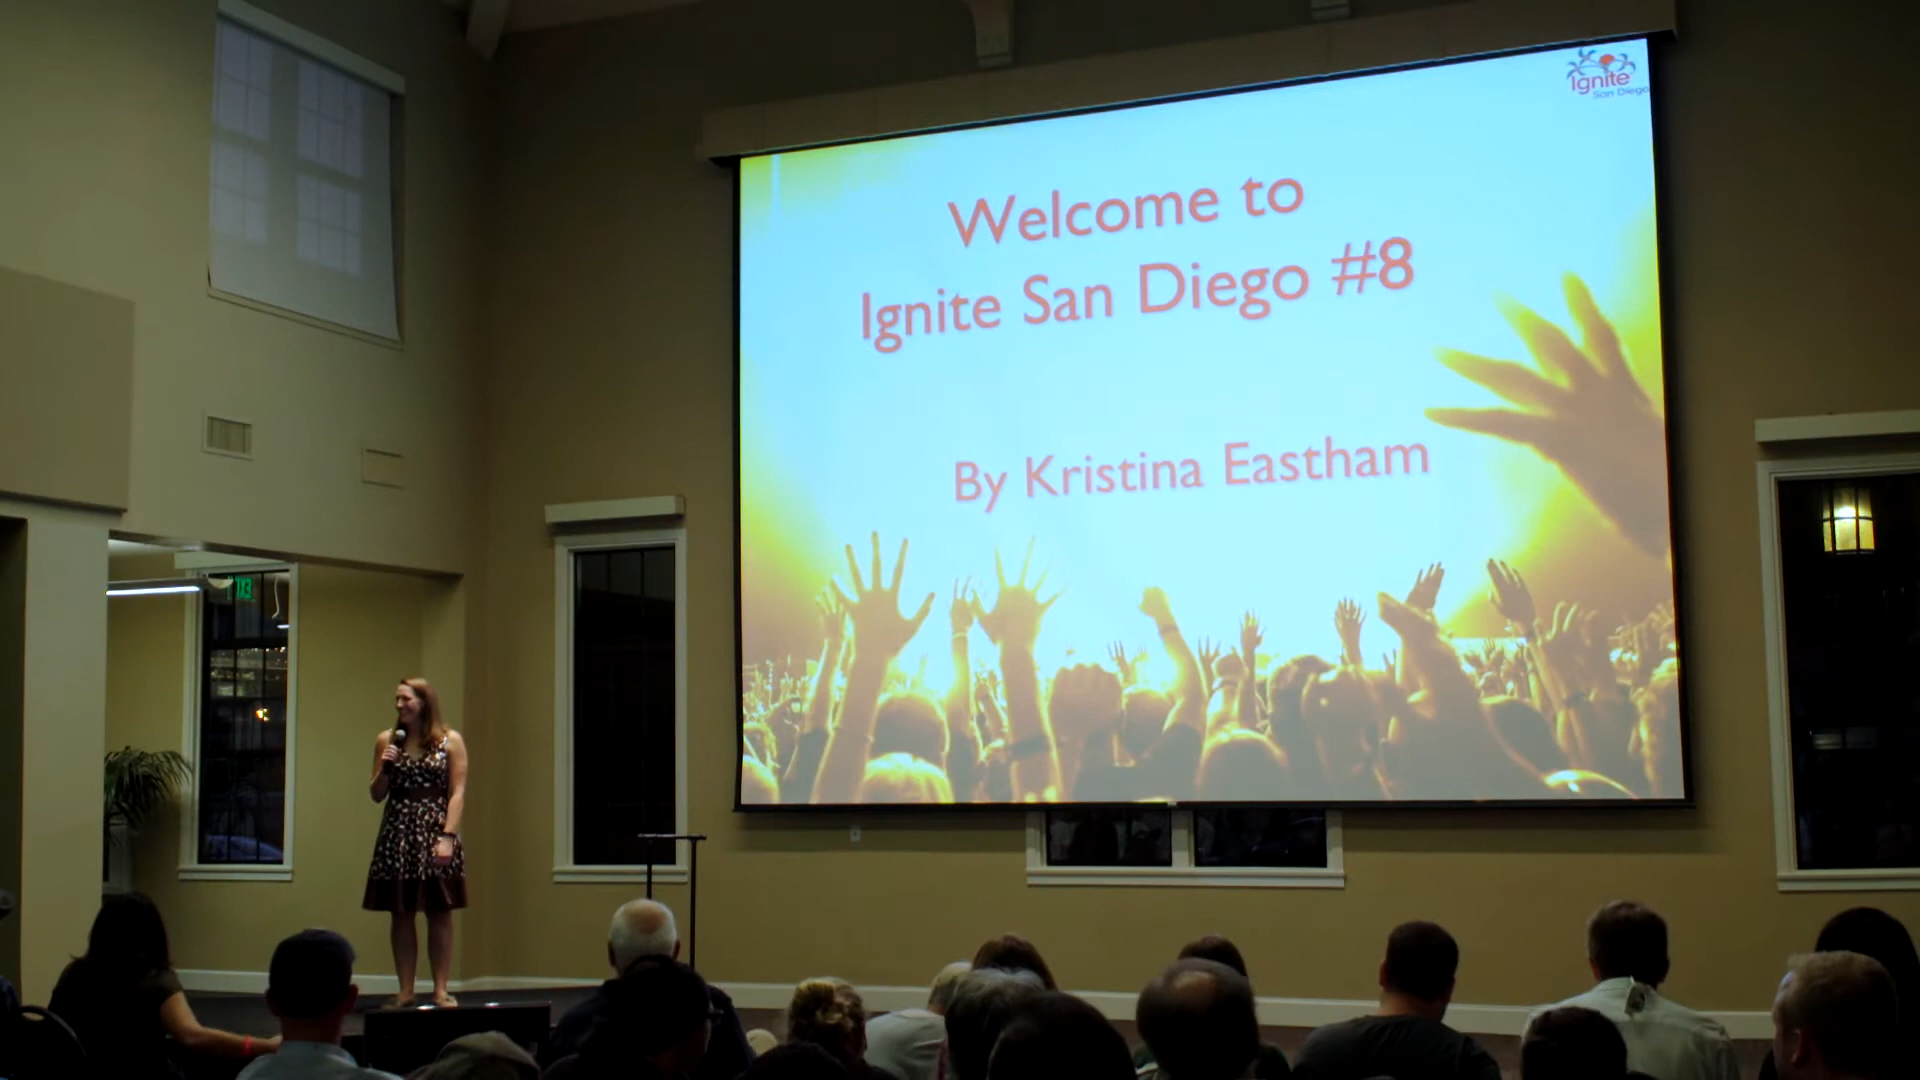 Ignite
San Diego
Welcome to
Ignite San Diego #8
By Kristina Eastham
EXIT